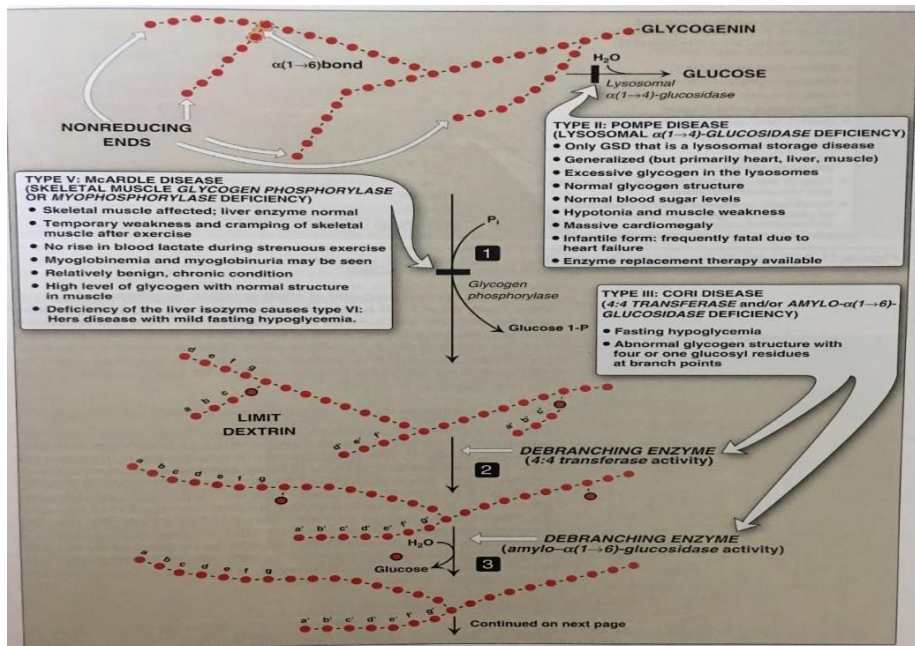 GLYCOGENIN
α(1→6)bond
H₂O
GLUCOSE
Lysosomal
α(1→4)-glucosidase
NONREDUCING
ENDS
TYPE II: POMPE DISEASE
(LYSOSOMAL α(1→4)-GLUCOSIDASE DEFICIENCY)
• Only GSD that is a lysosomal storage disease
• Generalized (but primarily heart, liver, muscle)
• Excessive glycogen in the lysosomes
• Normal glycogen structure
• Normal blood sugar levels
• Hypotonia and muscle weakness
• Massive cardiomegaly
• Infantile form: frequently fatal due to
heart failure
• Enzyme replacement therapy available
TYPE V: McARDLE DISEASE
(SKELETAL MUSCLE GLYCOGEN PHOSPHORYLASE
OR MYOPHOSPHORYLASE DEFICIENCY)
• Skeletal muscle affected; liver enzyme normal
• Temporary weakness and cramping of skeletal
muscle after exercise
• No rise in blood lactate during strenuous exercise
• Myoglobinemia and myoglobinuria may be seen
• Relatively benign, chronic condition
• High level of glycogen with normal structure
in muscle
• Deficiency of the liver isozyme causes type VI:
Hers disease with mild fasting hypoglycemia.
Pi
1
Glycogen
phosphorylase
Glucose 1-P
TYPE III: CORI DISEASE
(4:4 TRANSFERASE and/or AMYLO-α(1→6)-
GLUCOSIDASE DEFICIENCY)
• Fasting hypoglycemia
• Abnormal glycogen structure with
four or one glucosyl residues
at branch points
d e f g
a b c
LIMIT
DEXTRIN
d' e' f'
a' b' c'
2
DEBRANCHING ENZYME
(4:4 transferase activity)
a b c d e f g
a' b' c' d' e' f' g'
H₂O
Glucose
3
DEBRANCHING ENZYME
(amylo–α(1→6)-glucosidase activity)
a b c d e f g
a' b' c' d' e' f' g'
Continued on next page